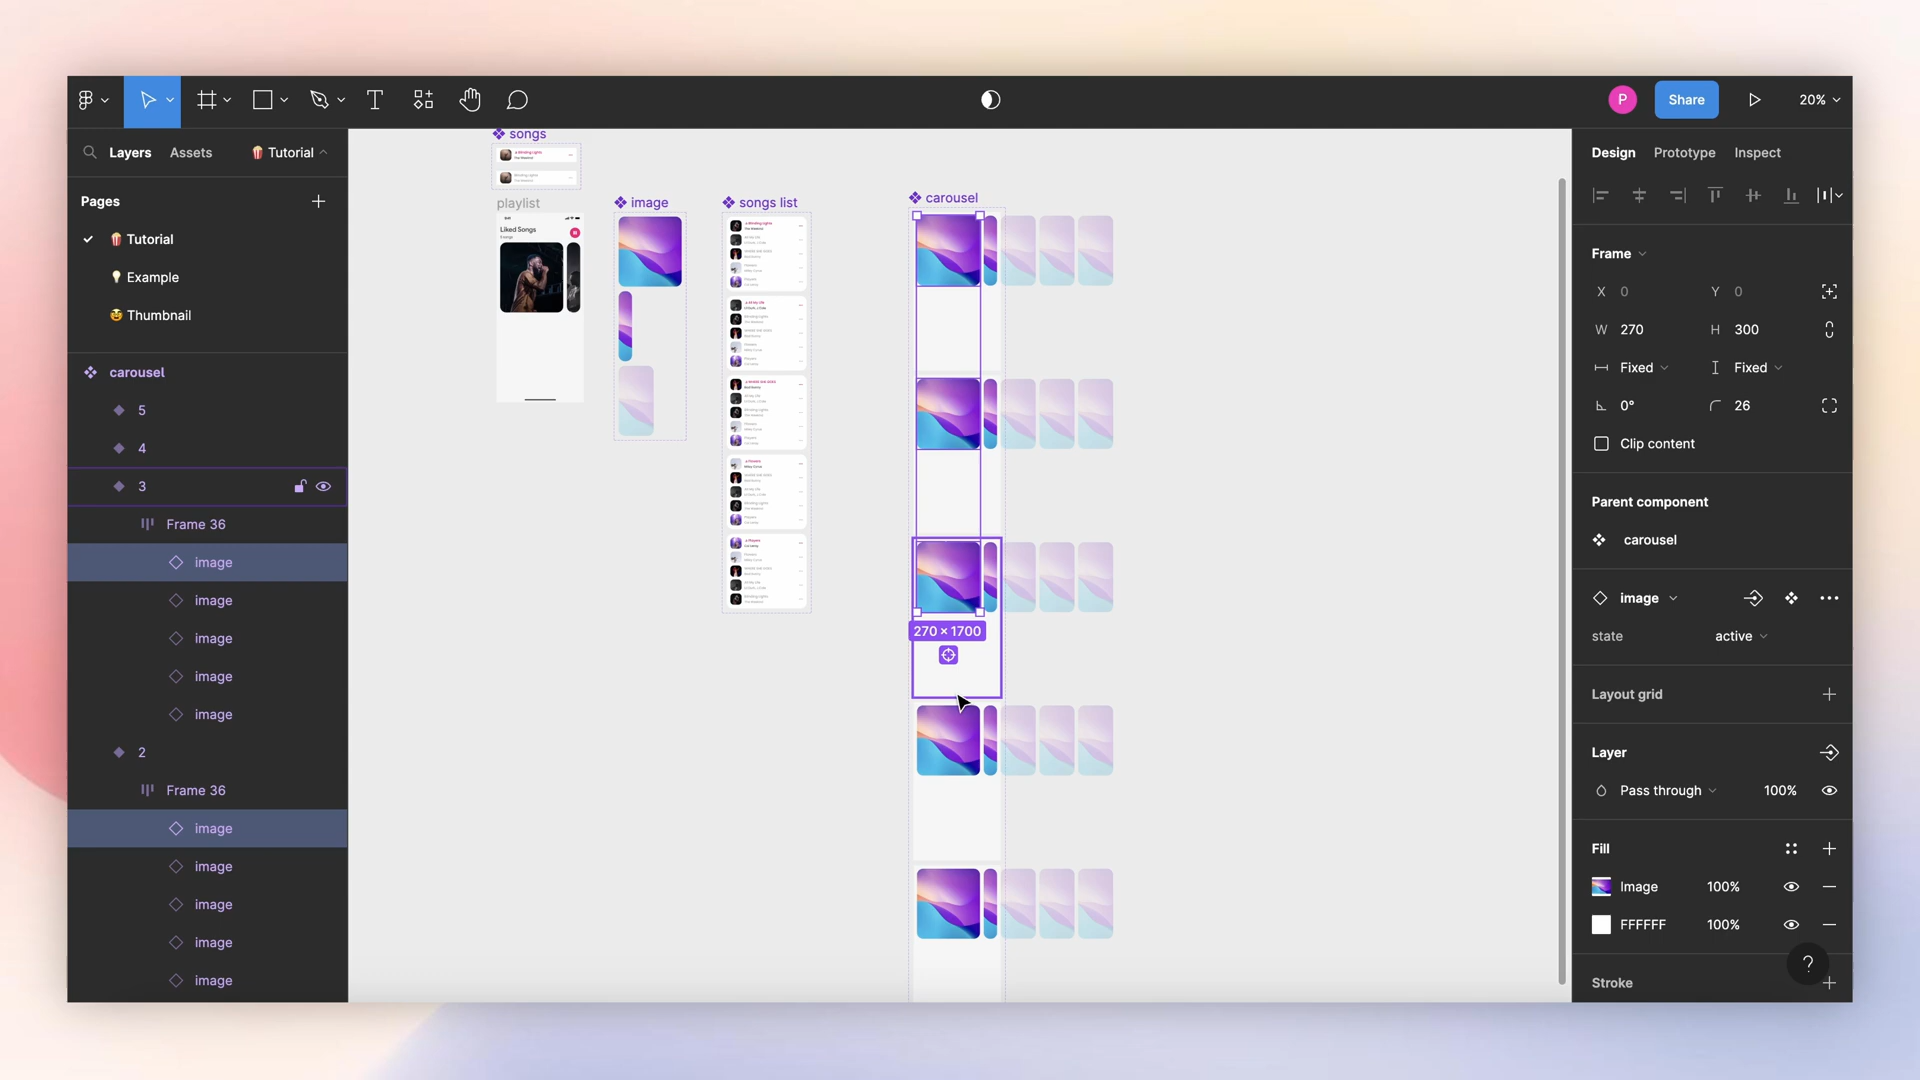 P
Share
20%
Layers
Assets
Tutorial
Pages
Tutorial
Example
Thumbnail
carousel
5
4
3
Frame 36
image
image
image
image
image
2
Frame 36
image
image
image
image
image
songs
playlist
Liked Songs
image
songs list
carousel
270 × 1700
Design
Prototype
Inspect
Frame
X 0
Y 0
W 270
H 300
Fixed
Fixed
0°
26
Clip content
Parent component
carousel
image
state
active
Layout grid
Layer
Pass through
100%
Fill
Image
100%
FFFFFF
100%
?
Stroke